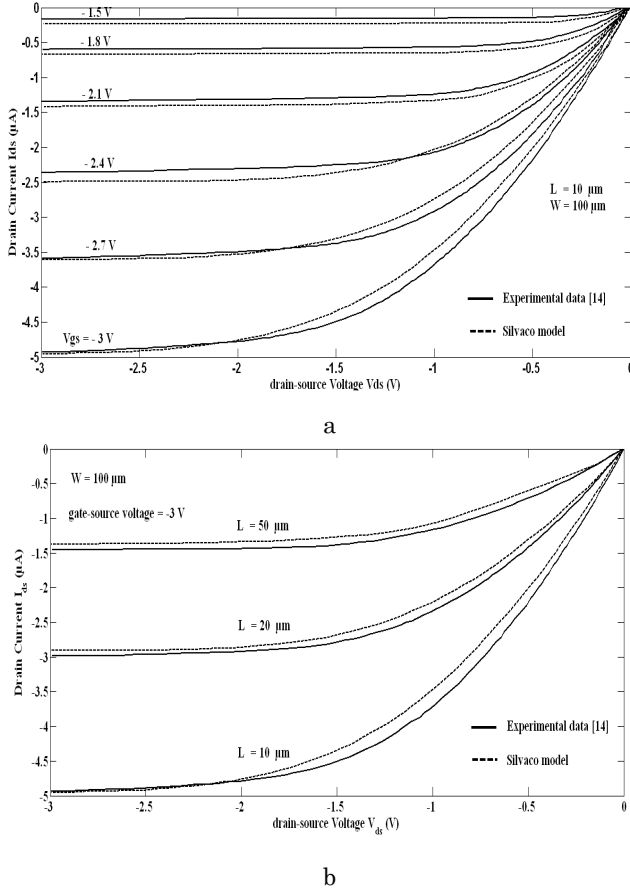 0
- 1.5 V
-0.5
- 1.8 V
-1
- 2.1 V
-1.5
-2
- 2.4 V
-2.5
-3
L = 10 µm
W = 100 µm
- 2.7 V
-3.5
-4
Experimental data [14]
-4.5
Vgs = - 3 V
Silvaco model
-5
-3 -2.5 -2 -1.5 -1 -0.5 0
Drain Current Ids (µA)
drain-source Voltage Vds (V)
a
0
W = 100 µm
-0.5
gate-source voltage = -3 V
-1
L = 50 µm
-1.5
-2
-2.5
L = 20 µm
-3
-3.5
-4
Experimental data [14]
L = 10 µm
-4.5
Silvaco model
-5
-3 -2.5 -2 -1.5 -1 -0.5 0
Drain Current Ids (µA)
drain-source Voltage Vds (V)
b